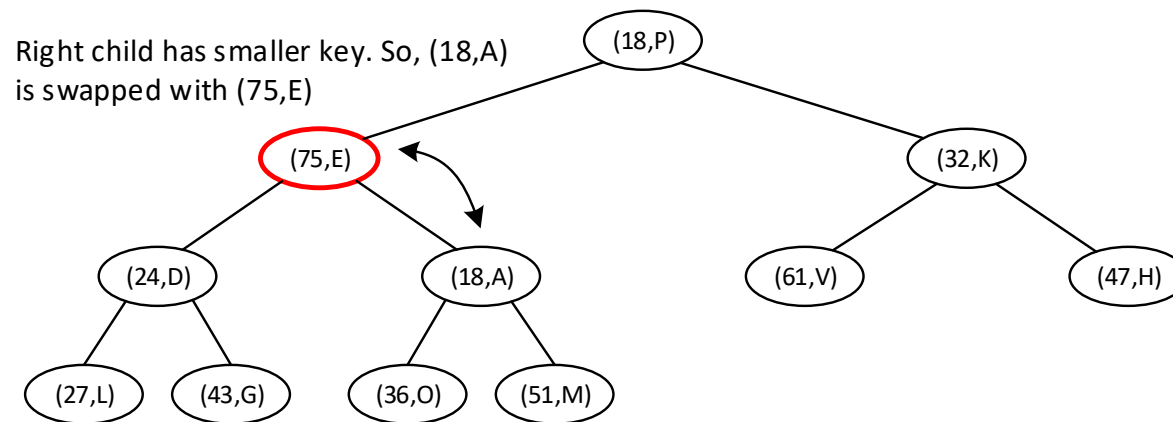 Right child has smaller key. So, (18,A)
is swapped with (75,E)
(18,P)
(75,E)
(32,K)
(24,D)
(18,A)
(61,V)
(47,H)
(27,L)
(43,G)
(36,O)
(51,M)